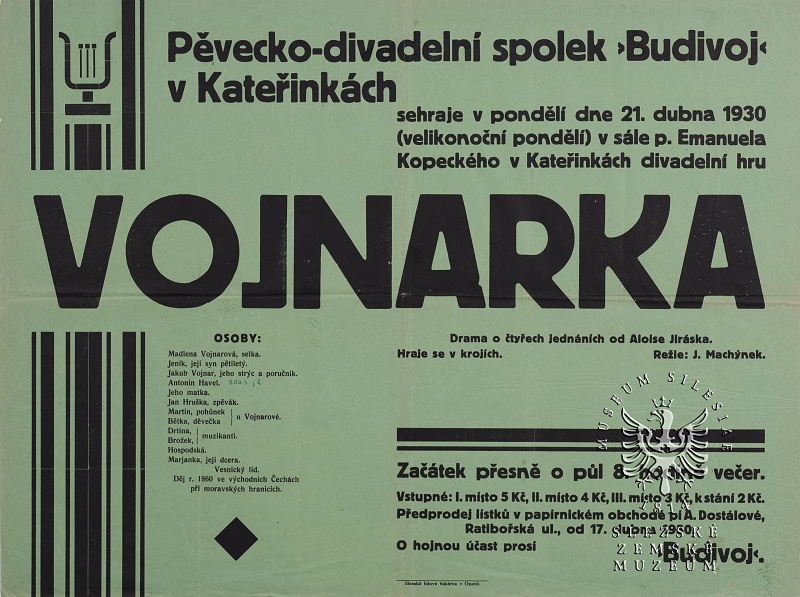 Pěvecko-divadelní spolek ›Budivoj‹
v Kateřinkách
sehraje v pondělí dne 21. dubna 1930
(velikonoční pondělí) v sále p. Emanuela
Kopeckého v Kateřinkách divadelní hru
VOJNARKA
OSOBY:
Madlena Vojnarová, selka.
Jeník, její syn pětiletý.
Jakub Vojnar, jeho strýc a poručník.
Antonín Havel.
Jeho matka.
Jan Hruška, zpěvák.
Martin, pohůnek
Bětka, děvečka
u Vojnarové.
Drtina,
Brožek,
muzikanti.
Hospodská.
Marjanka, její dcera.
Vesnický lid.
Děj r. 1860 ve východních Čechách
při moravských hranicích.
Drama o čtyřech jednáních od Aloise Jiráska.
Hraje se v krojích. Režie: J. Machýnek.
Začátek přesně o půl 8. hodině večer.
Vstupné: I. místo 5 Kč, II. místo 4 Kč, III. místo 3 Kč, k stání 2 Kč.
Předprodej lístků v papírnickém obchodě pí A. Dostálové,
Ratibořská ul., od 17. dubna 1930.
O hojnou účast prosí ›Budivoj‹.
Slezská lidová tiskárna v Opavě.
MUSEUM SILESIAE
1814
SLEZSKÉ
ZEMSKÉ
MUZEUM